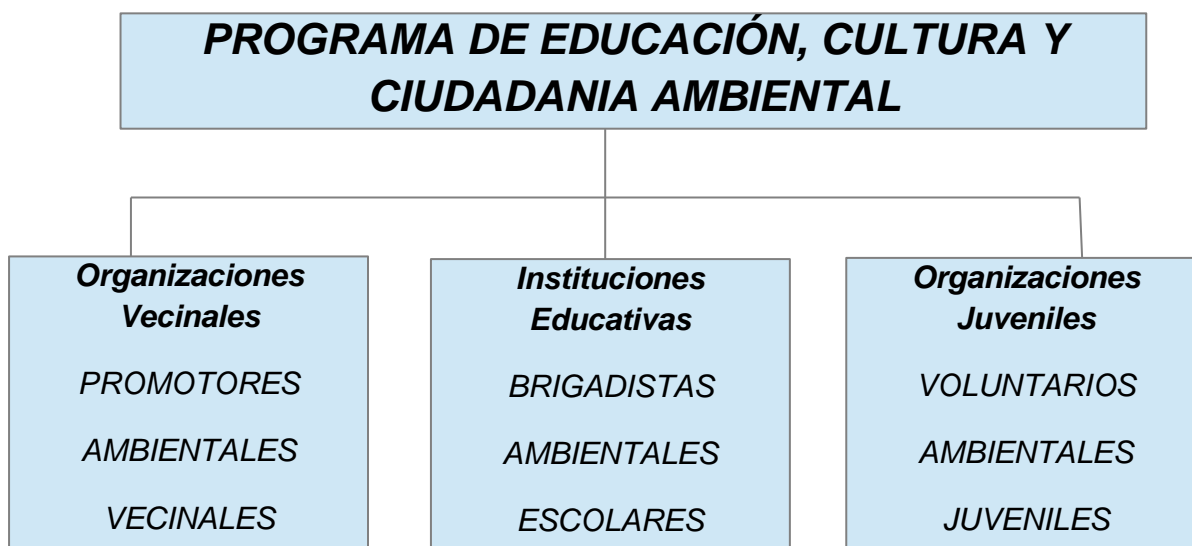 PROGRAMA DE EDUCACIÓN, CULTURA Y
CIUDADANIA AMBIENTAL
Organizaciones
Vecinales
PROMOTORES
AMBIENTALES
VECINALES
Instituciones
Educativas
BRIGADISTAS
AMBIENTALES
ESCOLARES
Organizaciones
Juveniles
VOLUNTARIOS
AMBIENTALES
JUVENILES